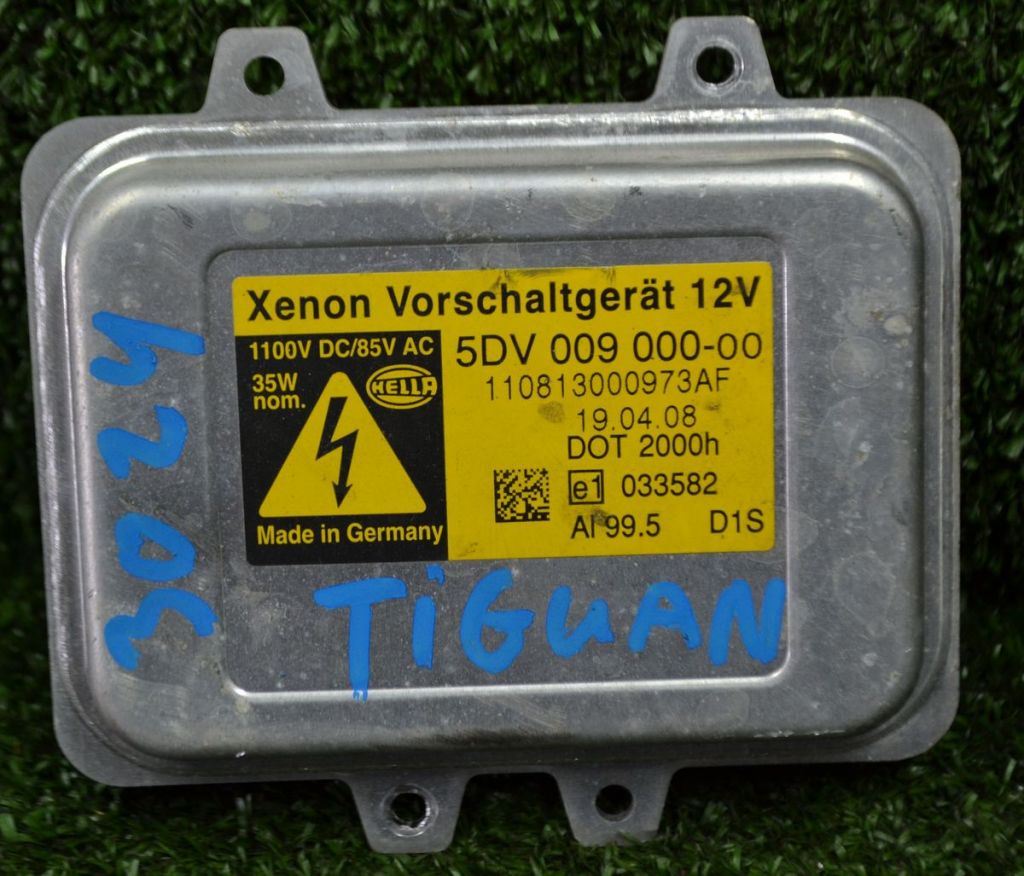 Xenon Vorschaltgerät 12V
1100V DC/85V AC
35W
nom.
HELLA
Made in Germany
5DV 009 000-00
110813000973AF
19.04.08
DOT 2000h
e1 033582
Al 99.5 D1S
TiGUAN
3024